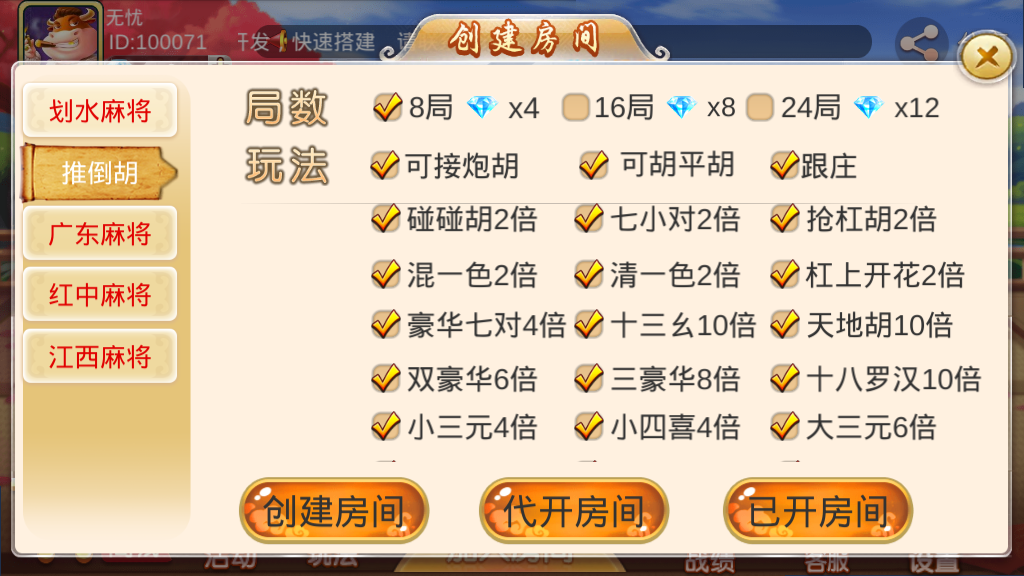 无忧
ID:100071
开发
快速搭建
创建房间
划水麻将
推倒胡
广东麻将
红中麻将
江西麻将
局数 8局 x4 16局 x8 24局 x12
玩法 可接炮胡 可胡平胡 跟庄
碰碰胡2倍 七小对2倍 抢杠胡2倍
混一色2倍 清一色2倍 杠上开花2倍
豪华七对4倍 十三幺10倍 天地胡10倍
双豪华6倍 三豪华8倍 十八罗汉10倍
小三元4倍 小四喜4倍 大三元6倍
创建房间 代开房间 已开房间
活动 玩法 战绩 客服 设置